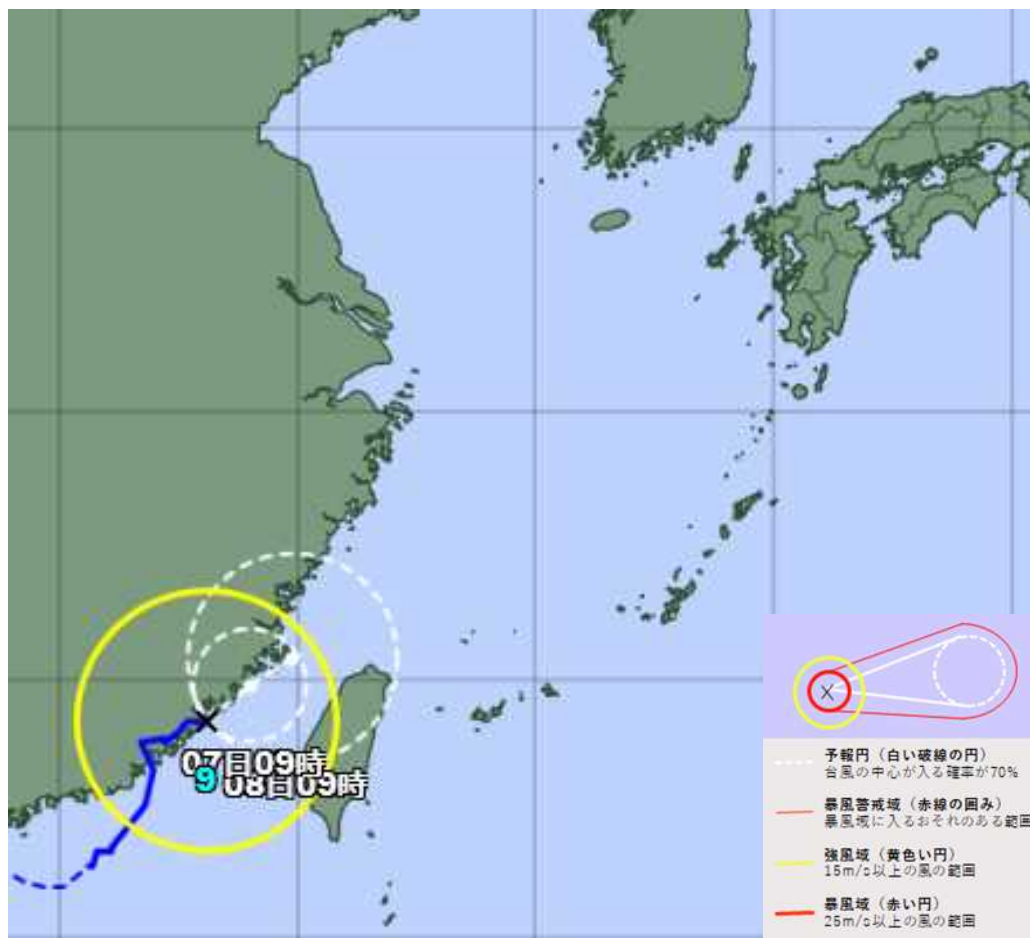 07日09時
9
08日09時
予報円（白い破線の円）
台風の中心が入る確率が70%
暴風警戒域（赤線の囲み）
暴風域に入るおそれのある範囲
強風域（黄色い円）
15m/s以上の風の範囲
暴風域（赤い円）
25m/s以上の風の範囲